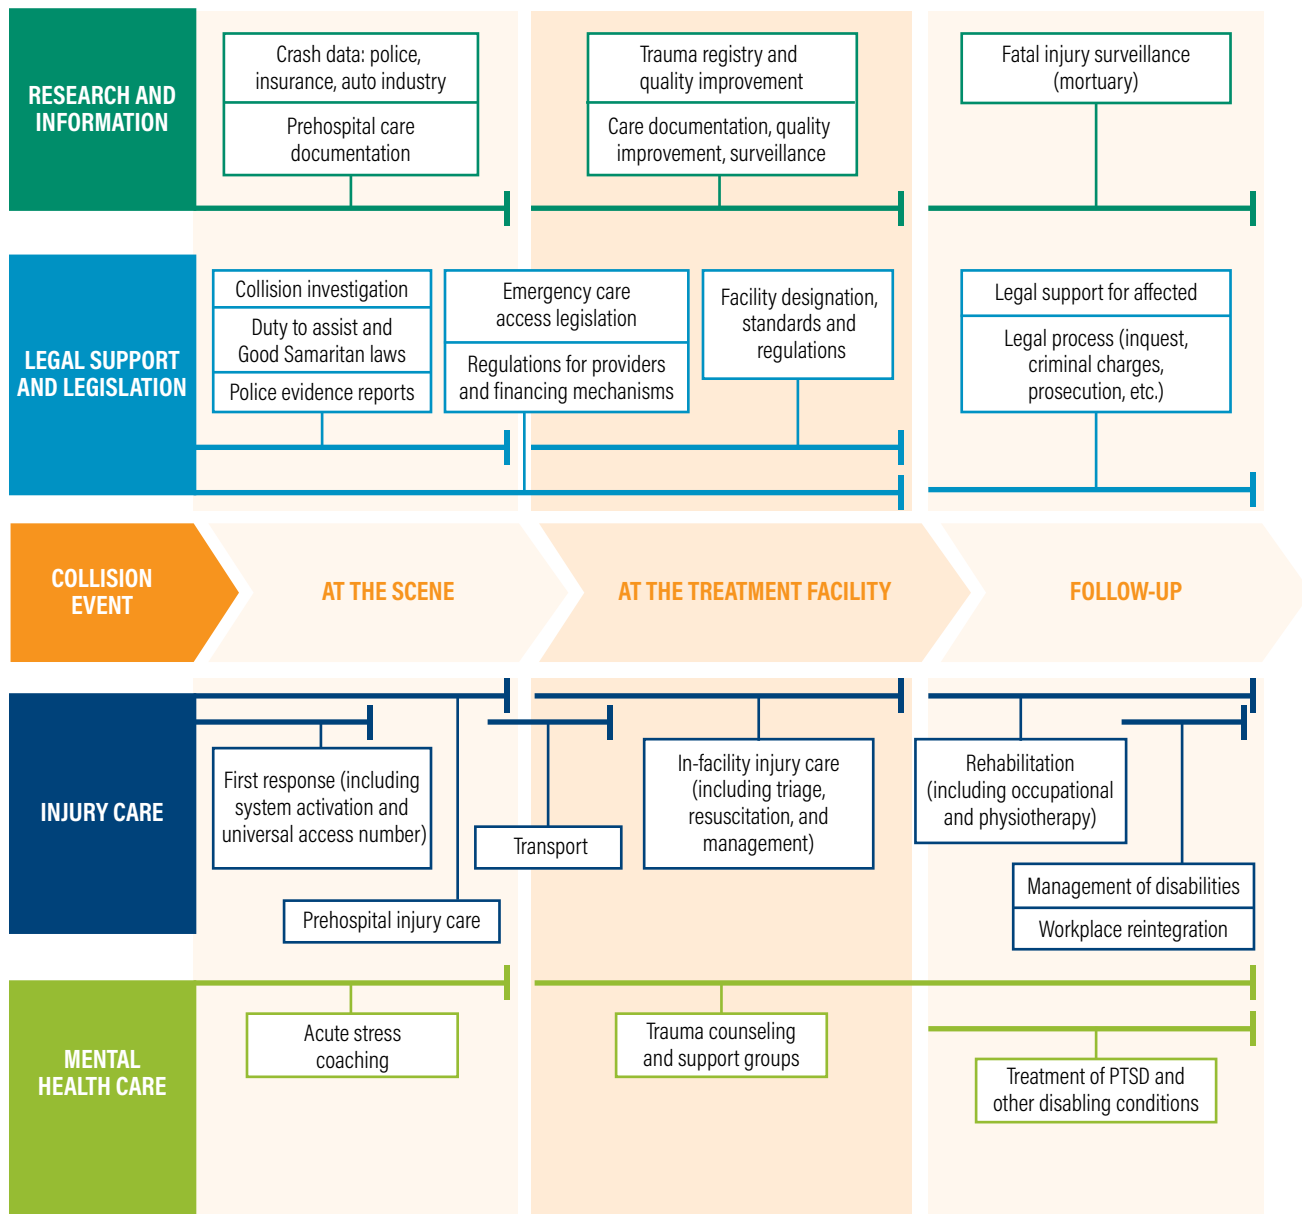 RESEARCH AND
INFORMATION
Crash data: police,
insurance, auto industry
Prehospital care
documentation
Trauma registry and
quality improvement
Care documentation, quality
improvement, surveillance
Fatal injury surveillance
(mortuary)
LEGAL SUPPORT
AND LEGISLATION
Collision investigation
Duty to assist and
Good Samaritan laws
Police evidence reports
Emergency care
access legislation
Regulations for providers
and financing mechanisms
Facility designation,
standards and
regulations
Legal support for affected
Legal process (inquest,
criminal charges,
prosecution, etc.)
COLLISION
EVENT
AT THE SCENE
AT THE TREATMENT FACILITY
FOLLOW-UP
INJURY CARE
First response (including
system activation and
universal access number)
Prehospital injury care
Transport
In-facility injury care
(including triage,
resuscitation, and
management)
Rehabilitation
(including occupational
and physiotherapy)
Management of disabilities
Workplace reintegration
MENTAL
HEALTH CARE
Acute stress
coaching
Trauma counseling
and support groups
Treatment of PTSD and
other disabling conditions